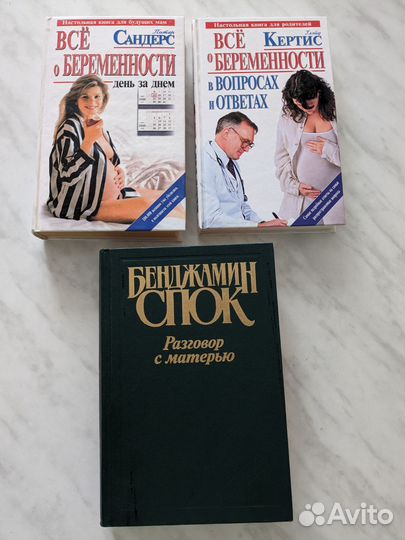 Настольная книга для будущих мам
Питер
Сандерс
ВСЁ
о БЕРЕМЕННОСТИ
день за днем
Настольная книга для родителей
Глейд
Кертис
ВСЁ
о БЕРЕМЕННОСТИ
в ВОПРОСАХ
и ОТВЕТАХ
БЕНДЖАМИН
СПОК
Разговор
с матерью
Avito